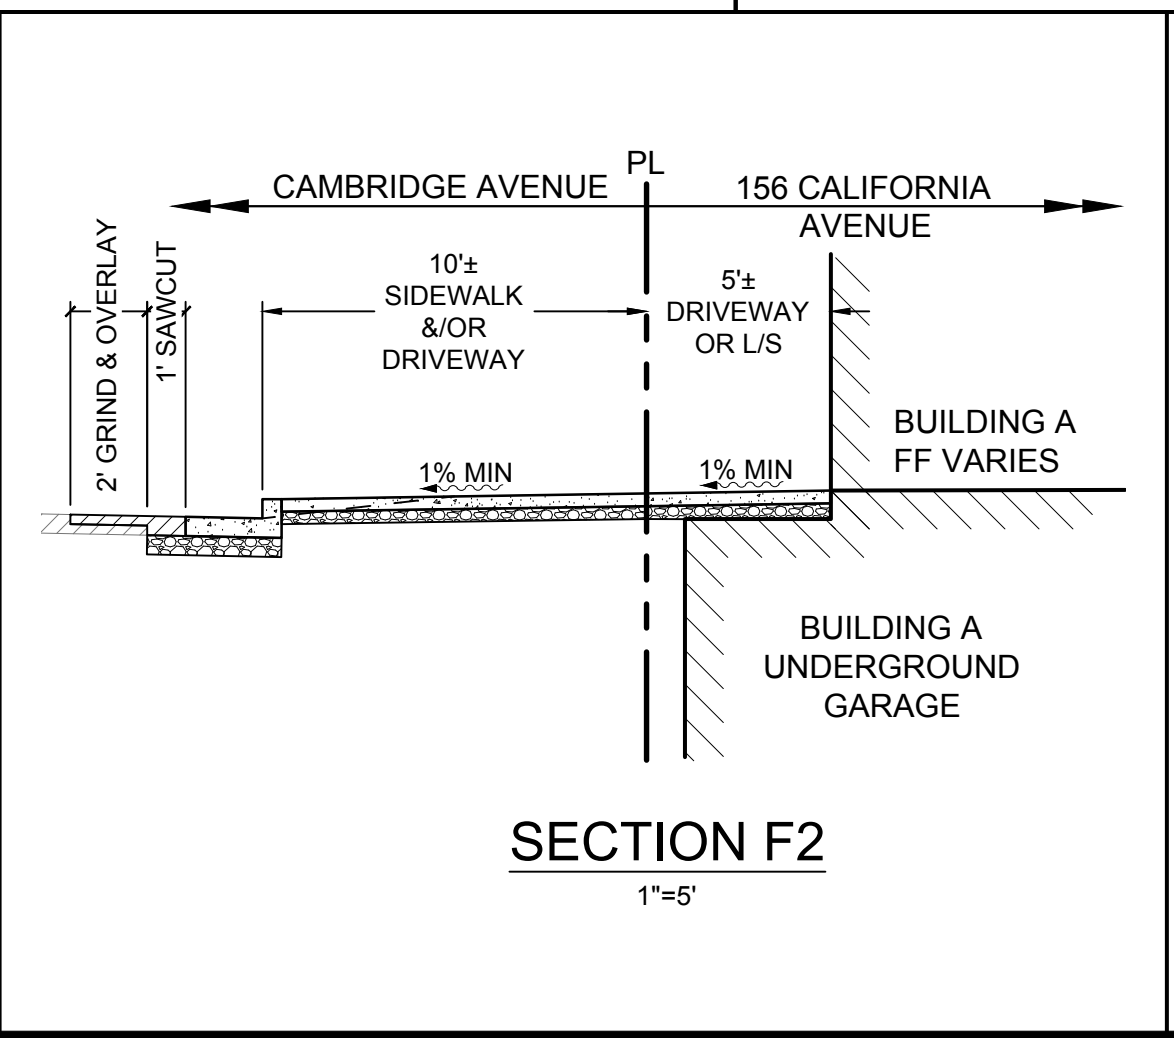 PL
CAMBRIDGE AVENUE
156 CALIFORNIA
AVENUE
2' GRIND & OVERLAY
1' SAWCUT
10'±
SIDEWALK
&/OR
DRIVEWAY
5'±
DRIVEWAY
OR L/S
1% MIN
1% MIN
BUILDING A
FF VARIES
BUILDING A
UNDERGROUND
GARAGE
SECTION F2
1"=5'